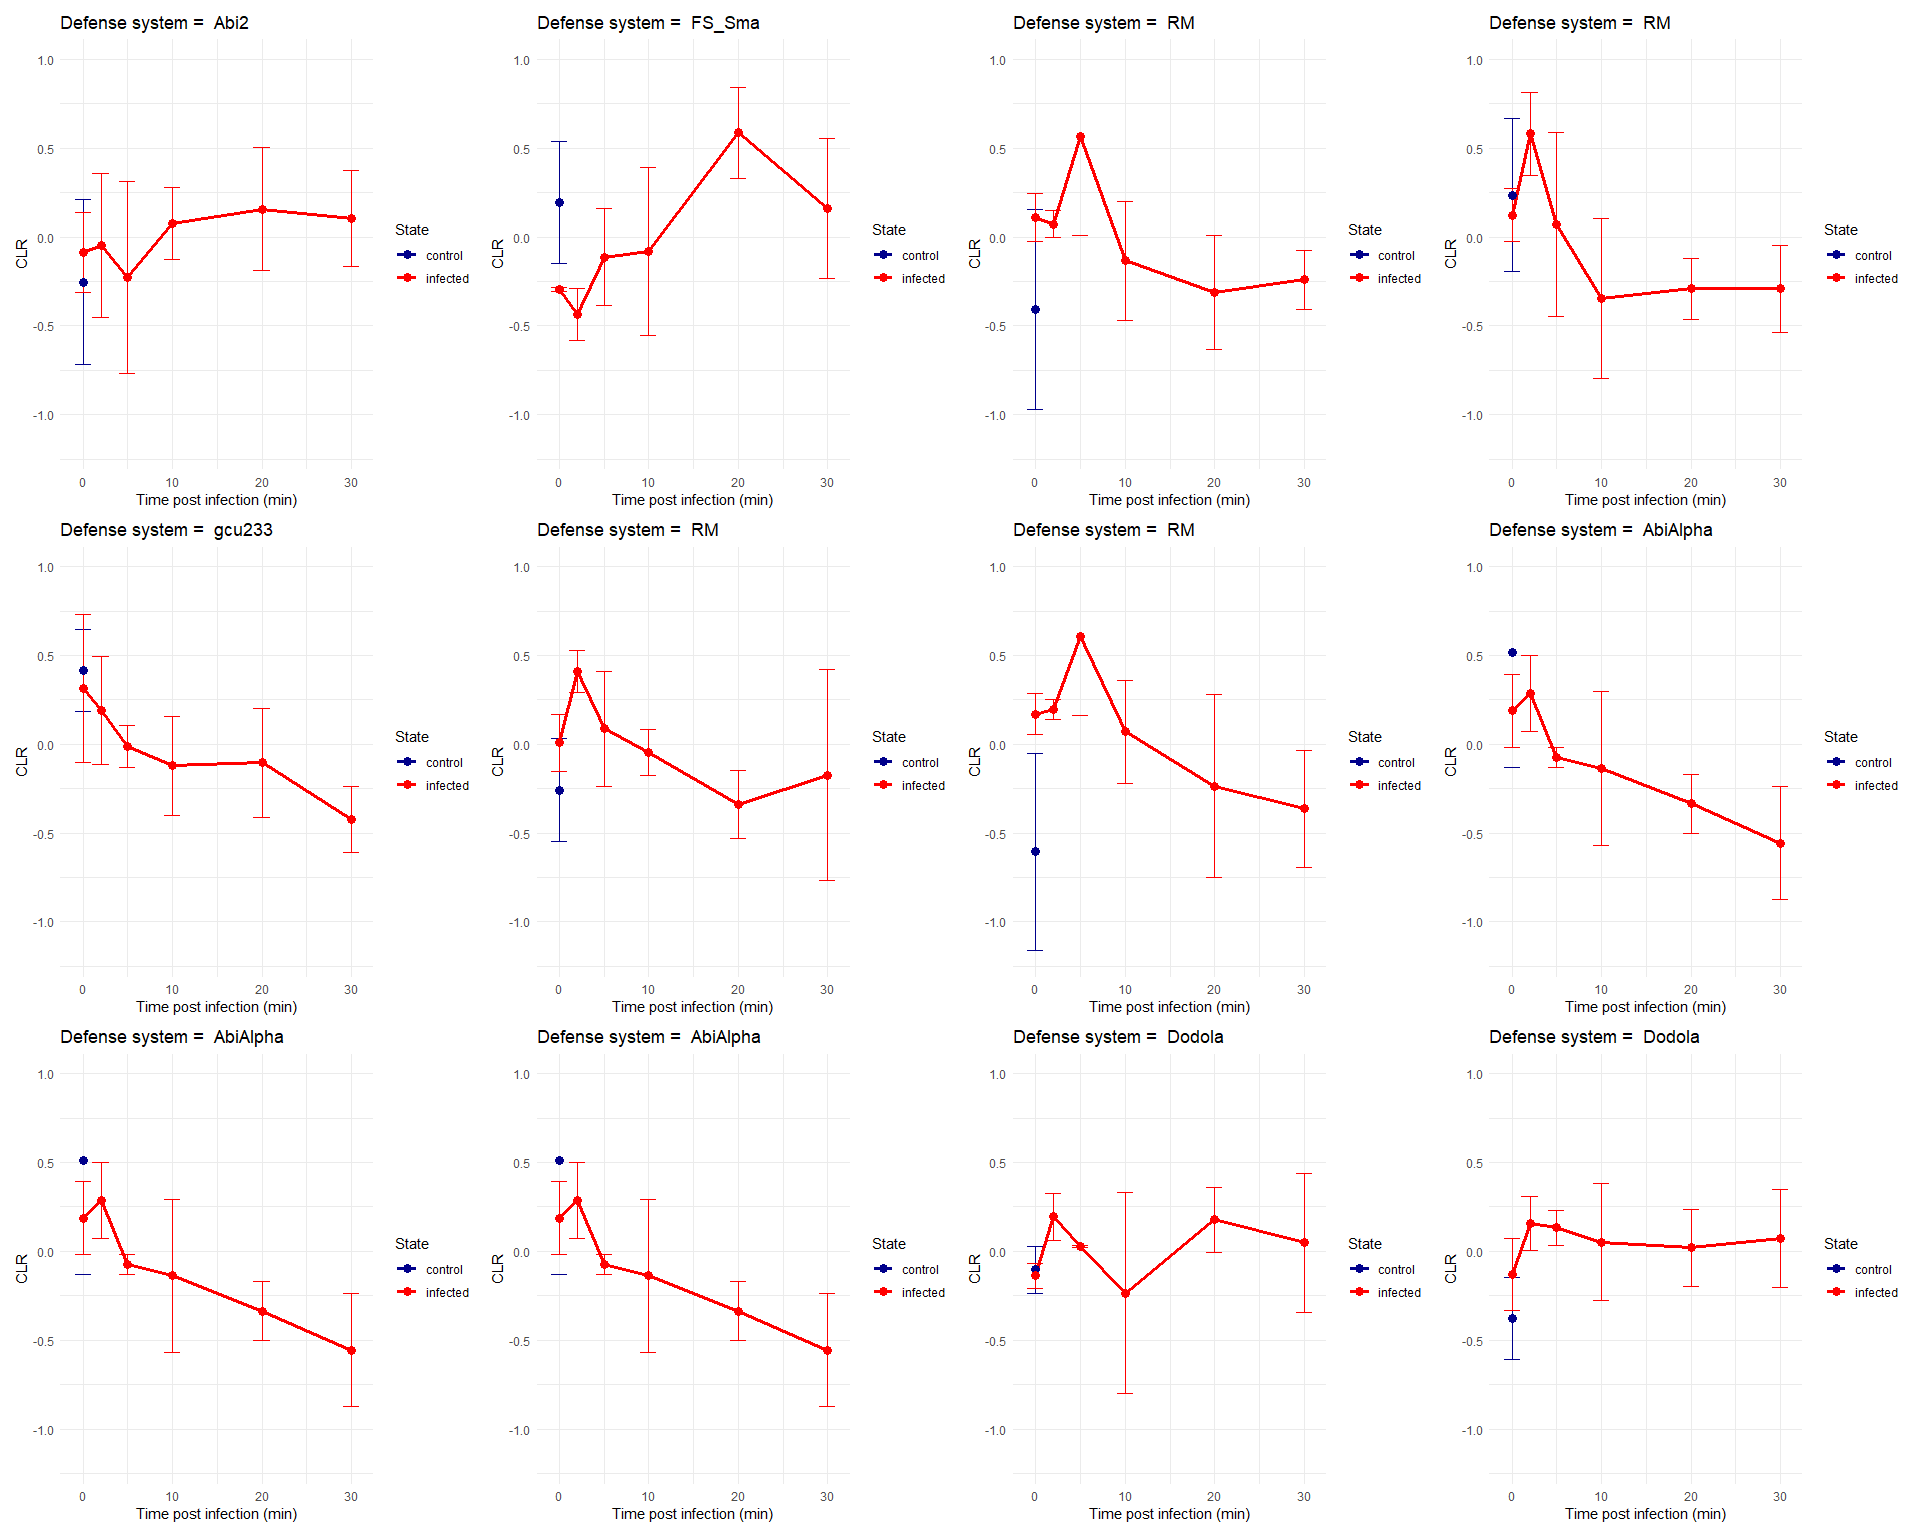 Defense system =  Abi2
Defense system =  FS_Sma
Defense system =  RM
Defense system =  RM
1.0
0.5
0.0
-0.5
-1.0
CLR
0 10 20 30
Time post infection (min)
State
control
infected
1.0
0.5
0.0
-0.5
-1.0
CLR
0 10 20 30
Time post infection (min)
State
control
infected
1.0
0.5
0.0
-0.5
-1.0
CLR
0 10 20 30
Time post infection (min)
State
control
infected
1.0
0.5
0.0
-0.5
-1.0
CLR
0 10 20 30
Time post infection (min)
State
control
infected
Defense system =  gcu233
Defense system =  RM
Defense system =  RM
Defense system =  AbiAlpha
1.0
0.5
0.0
-0.5
-1.0
CLR
0 10 20 30
Time post infection (min)
State
control
infected
1.0
0.5
0.0
-0.5
-1.0
CLR
0 10 20 30
Time post infection (min)
State
control
infected
1.0
0.5
0.0
-0.5
-1.0
CLR
0 10 20 30
Time post infection (min)
State
control
infected
1.0
0.5
0.0
-0.5
-1.0
CLR
0 10 20 30
Time post infection (min)
State
control
infected
Defense system =  AbiAlpha
Defense system =  AbiAlpha
Defense system =  Dodola
Defense system =  Dodola
1.0
0.5
0.0
-0.5
-1.0
CLR
0 10 20 30
Time post infection (min)
State
control
infected
1.0
0.5
0.0
-0.5
-1.0
CLR
0 10 20 30
Time post infection (min)
State
control
infected
1.0
0.5
0.0
-0.5
-1.0
CLR
0 10 20 30
Time post infection (min)
State
control
infected
1.0
0.5
0.0
-0.5
-1.0
CLR
0 10 20 30
Time post infection (min)
State
control
infected